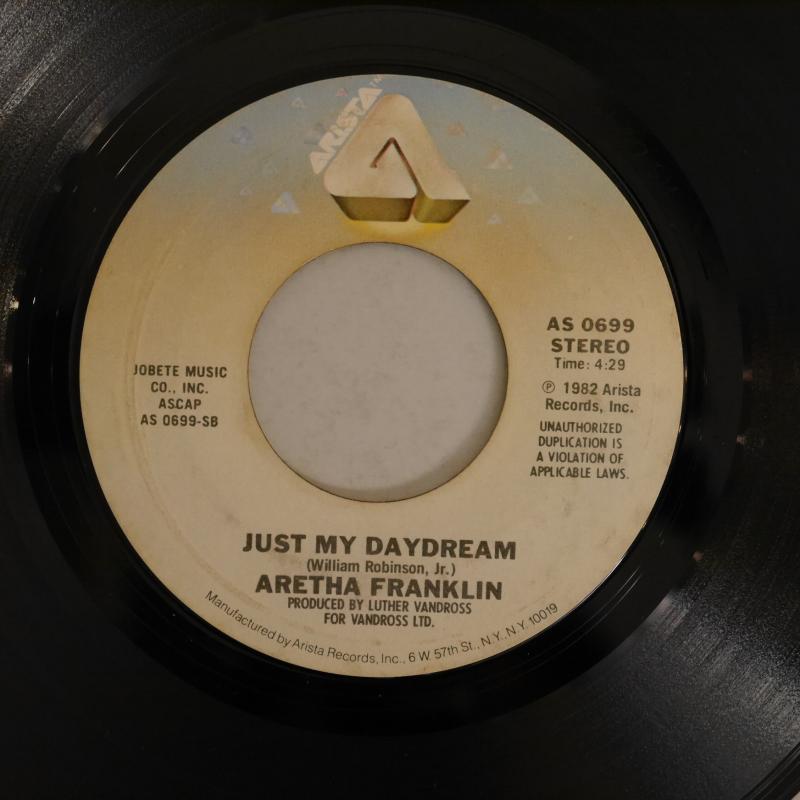 ARISTA™
JOBETE MUSIC
CO., INC.
ASCAP
AS 0699-SB
AS 0699
STEREO
Time: 4:29
℗ 1982 Arista
Records, Inc.
UNAUTHORIZED
DUPLICATION IS
A VIOLATION OF
APPLICABLE LAWS.
JUST MY DAYDREAM
(William Robinson, Jr.)
ARETHA FRANKLIN
PRODUCED BY LUTHER VANDROSS
FOR VANDROSS LTD.
Manufactured by Arista Records, Inc., 6 W. 57th St., N.Y., N.Y. 10019